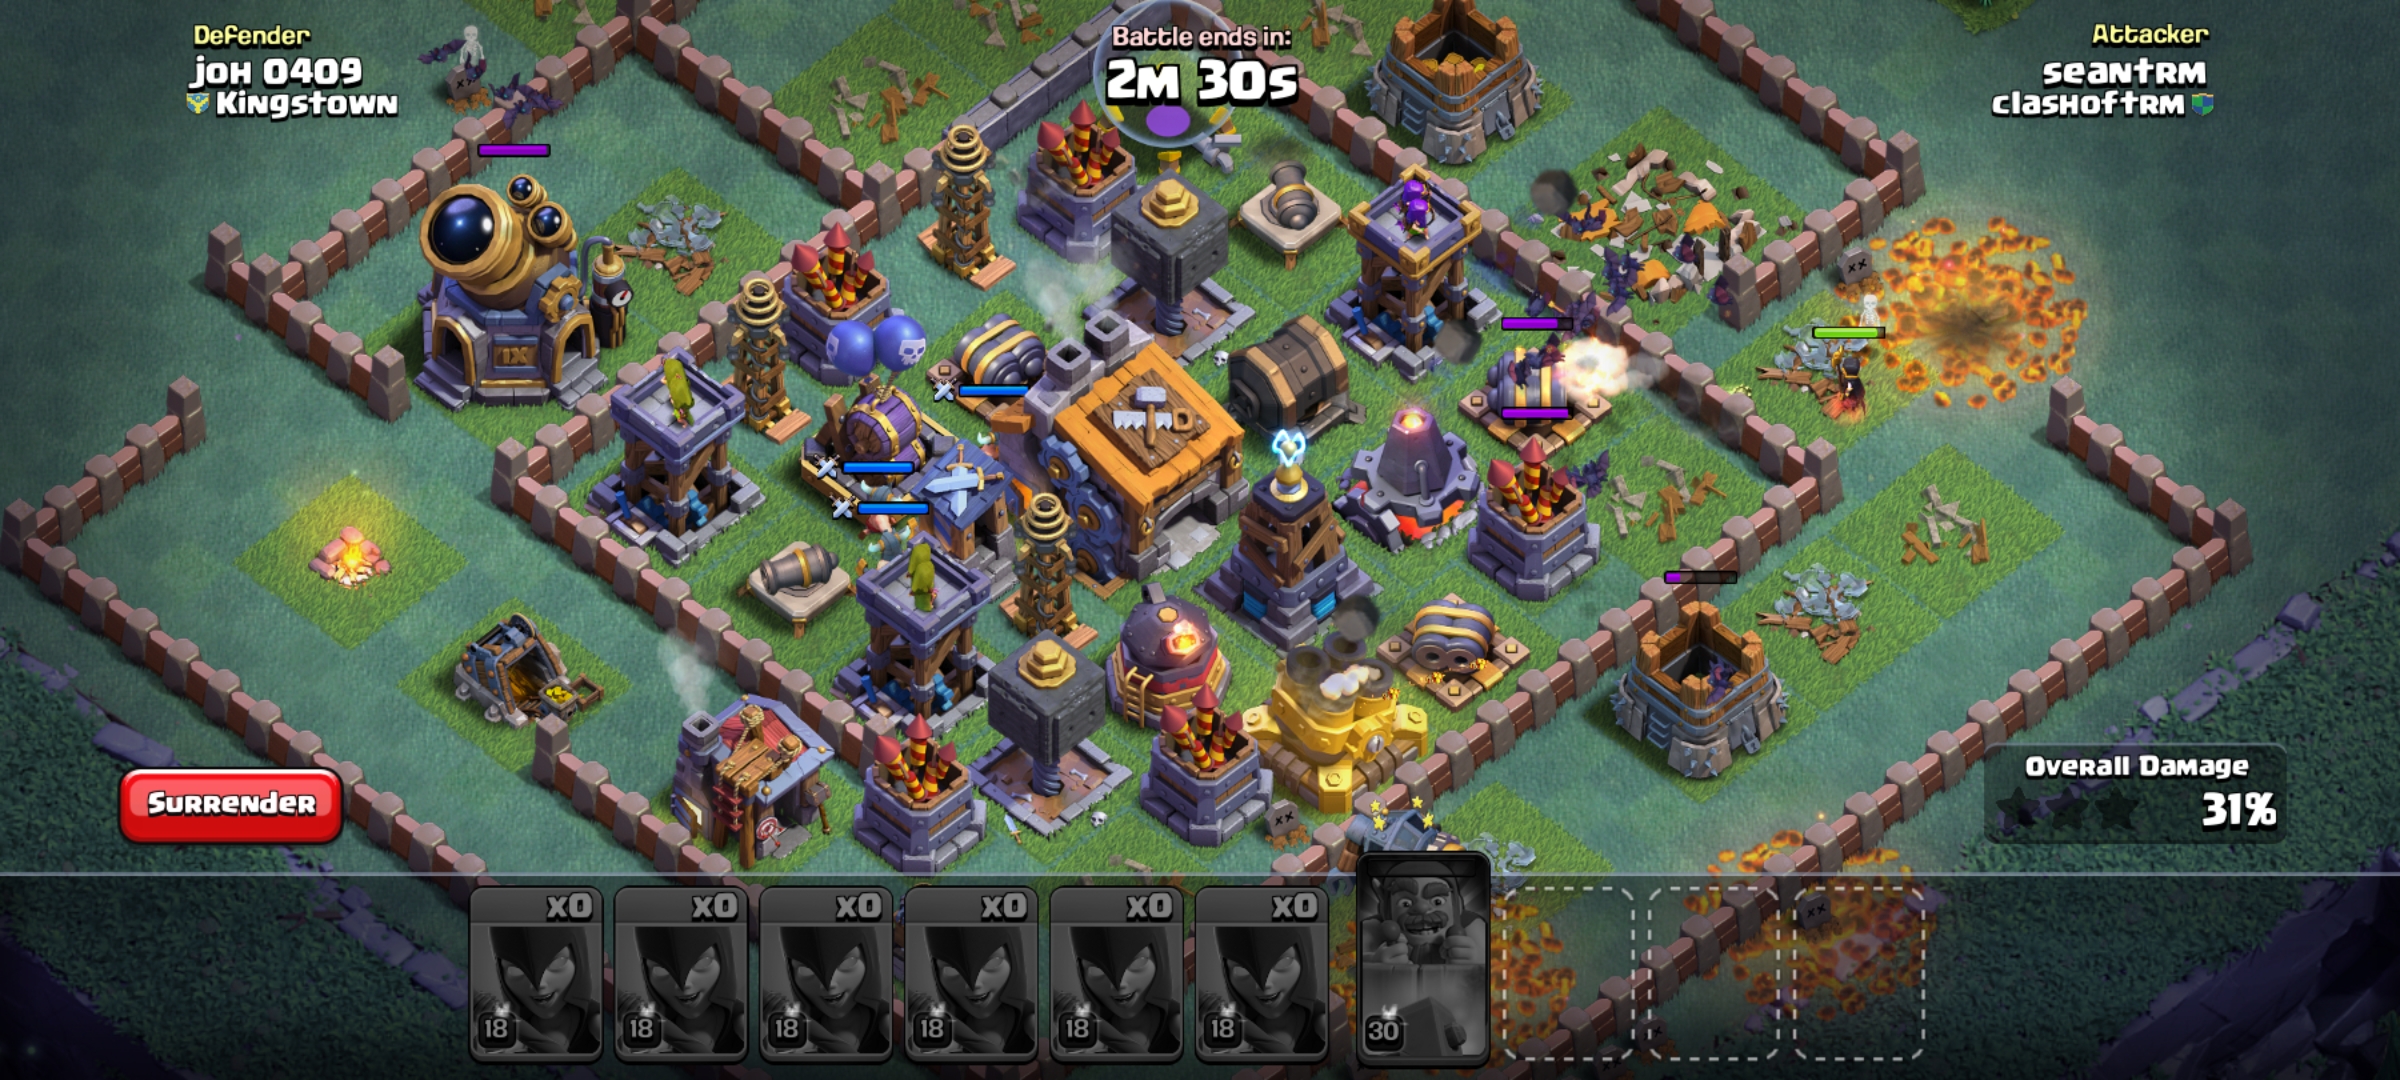 Defender
joh 0409
Kingstown
Battle ends in:
2m 30s
Attacker
seantrm
clashoftrm
Surrender
Overall Damage
31%
x0
x0
x0
x0
x0
x0
18
18
18
18
18
18
30